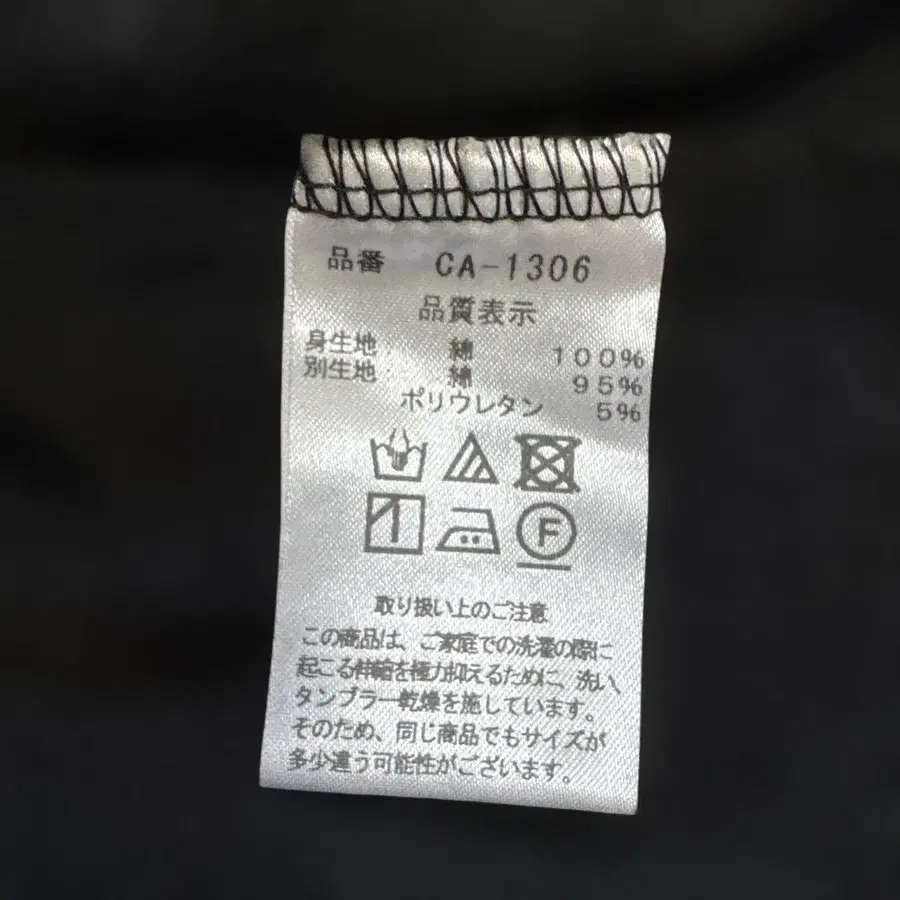 品番 CA-1306
品質表示
身生地 綿 100%
別生地 綿 95%
ポリウレタン 5%
F
取り扱い上のご注意
この商品は、ご家庭での洗濯の際に
起こる伸縮を極力抑えるために、洗い、
タンブラー乾燥を施しています。
そのため、同じ商品でもサイズが
多少違う可能性がございます。